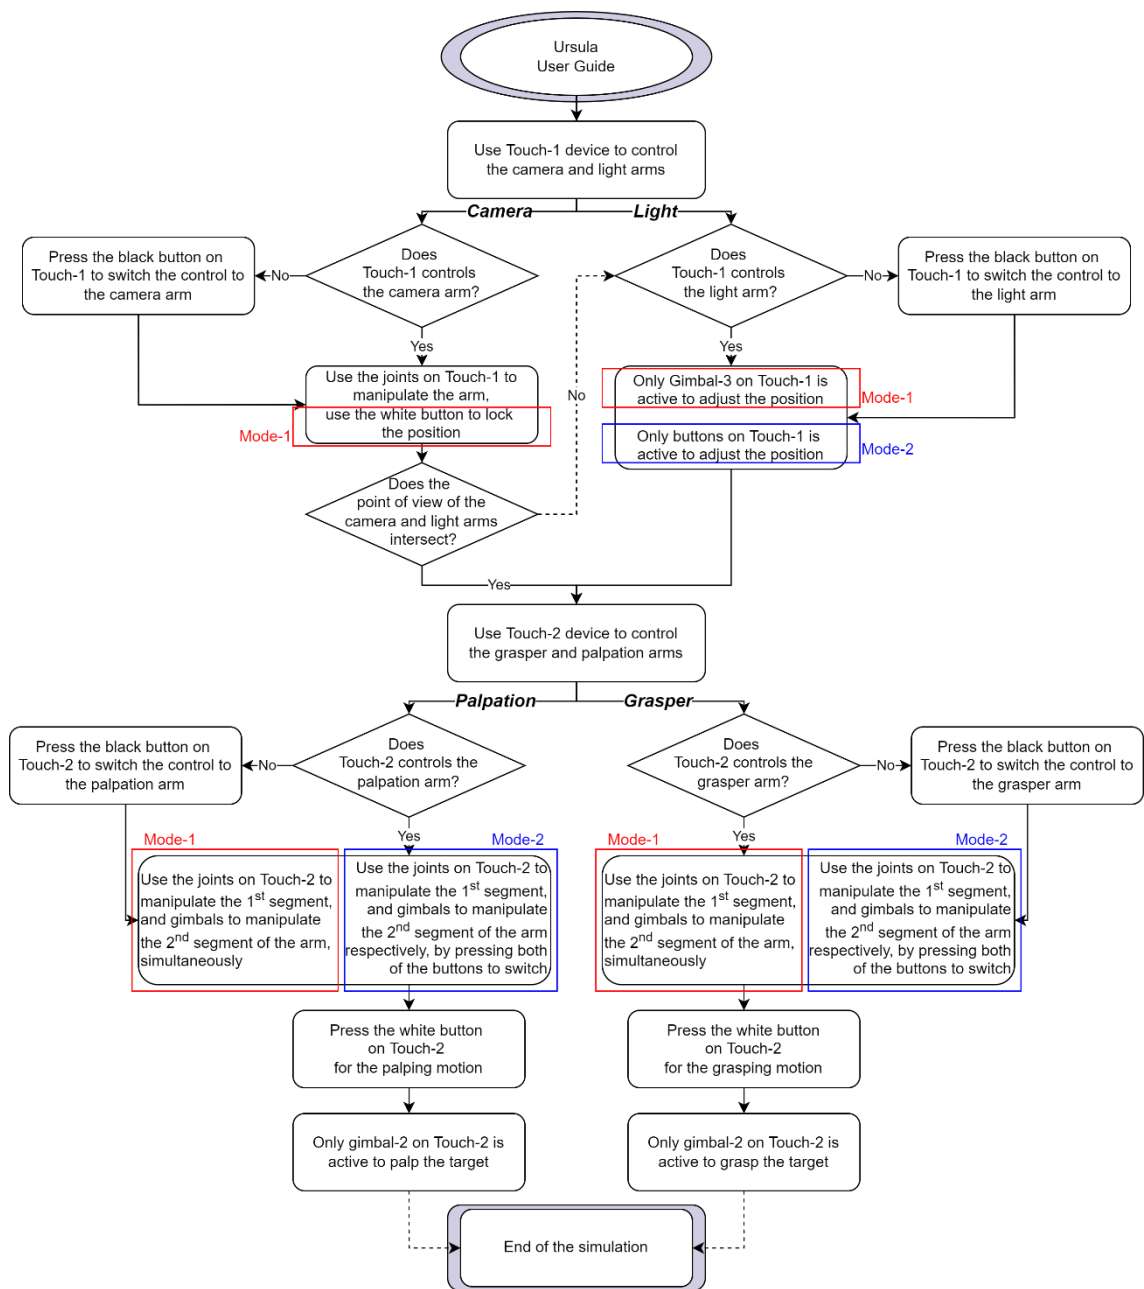 Ursula
User Guide
Use Touch-1 device to control
the camera and light arms
Camera
Light
Press the black button on
Touch-1 to switch the control to
the camera arm
No
Does
Touch-1 controls
the camera arm?
Does
Touch-1 controls
the light arm?
No
Press the black button on
Touch-1 to switch the control to
the light arm
Yes
Yes
Use the joints on Touch-1 to
manipulate the arm,
use the white button to lock
the position
Mode-1
No
Only Gimbal-3 on Touch-1 is
active to adjust the position
Mode-1
Only buttons on Touch-1 is
active to adjust the position
Mode-2
Does the
point of view of the
camera and light arms
intersect?
Yes
Use Touch-2 device to control
the grasper and palpation arms
Palpation
Grasper
Press the black button on
Touch-2 to switch the control to
the palpation arm
No
Does
Touch-2 controls the
palpation arm?
Does
Touch-2 controls the
grasper arm?
No
Press the black button on
Touch-2 to switch the control to
the grasper arm
Yes
Yes
Mode-1
Use the joints on Touch-2 to
manipulate the 1st segment,
and gimbals to manipulate
the 2nd segment of the arm,
simultaneously
Mode-2
Use the joints on Touch-2 to
manipulate the 1st segment,
and gimbals to manipulate
the 2nd segment of the arm
respectively, by pressing both
of the buttons to switch
Mode-1
Use the joints on Touch-2 to
manipulate the 1st segment,
and gimbals to manipulate
the 2nd segment of the arm,
simultaneously
Mode-2
Use the joints on Touch-2 to
manipulate the 1st segment,
and gimbals to manipulate
the 2nd segment of the arm
respectively, by pressing both
of the buttons to switch
Press the white button
on Touch-2
for the palping motion
Press the white button
on Touch-2
for the grasping motion
Only gimbal-2 on Touch-2 is
active to palp the target
Only gimbal-2 on Touch-2 is
active to grasp the target
End of the simulation